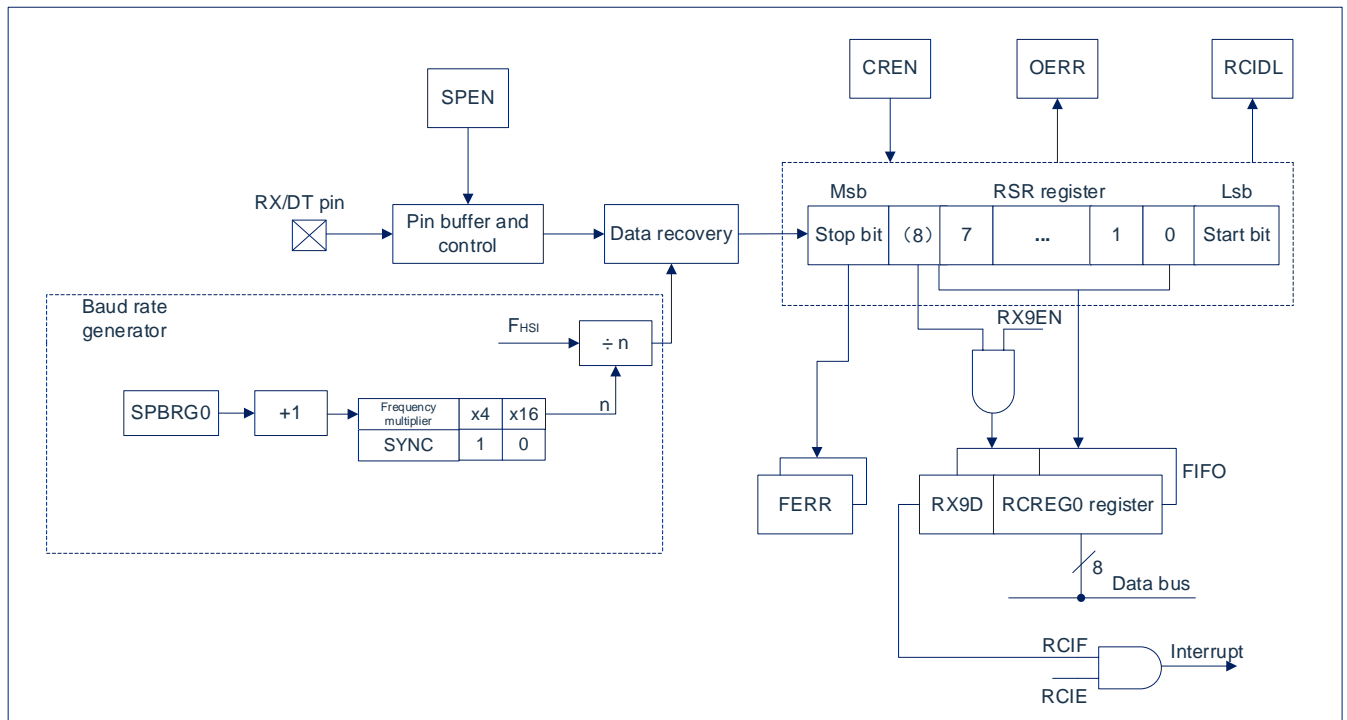 CREN
OERR
RCIDL
SPEN
Msb
RSR register
Lsb
RX/DT pin
Pin buffer and
control
Data recovery
Stop bit
（8）
7
...
1
0
Start bit
Baud rate
generator
FHSI
÷ n
RX9EN
SPBRG0
+1
Frequency
multiplier
x4
x16
n
SYNC
1
0
FIFO
FERR
RX9D
RCREG0 register
8
Data bus
RCIF
Interrupt
RCIE